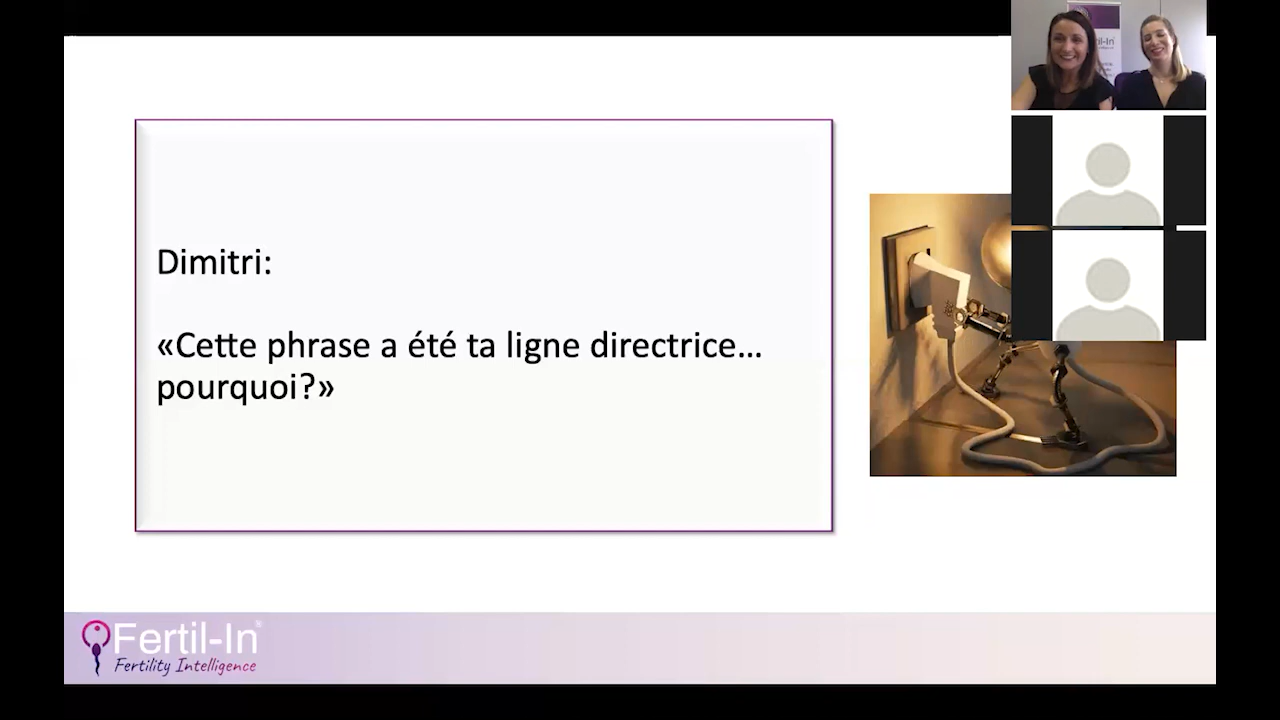 Dimitri:
«Cette phrase a été ta ligne directrice…
pourquoi?»
Fertil-In®
Fertility Intelligence